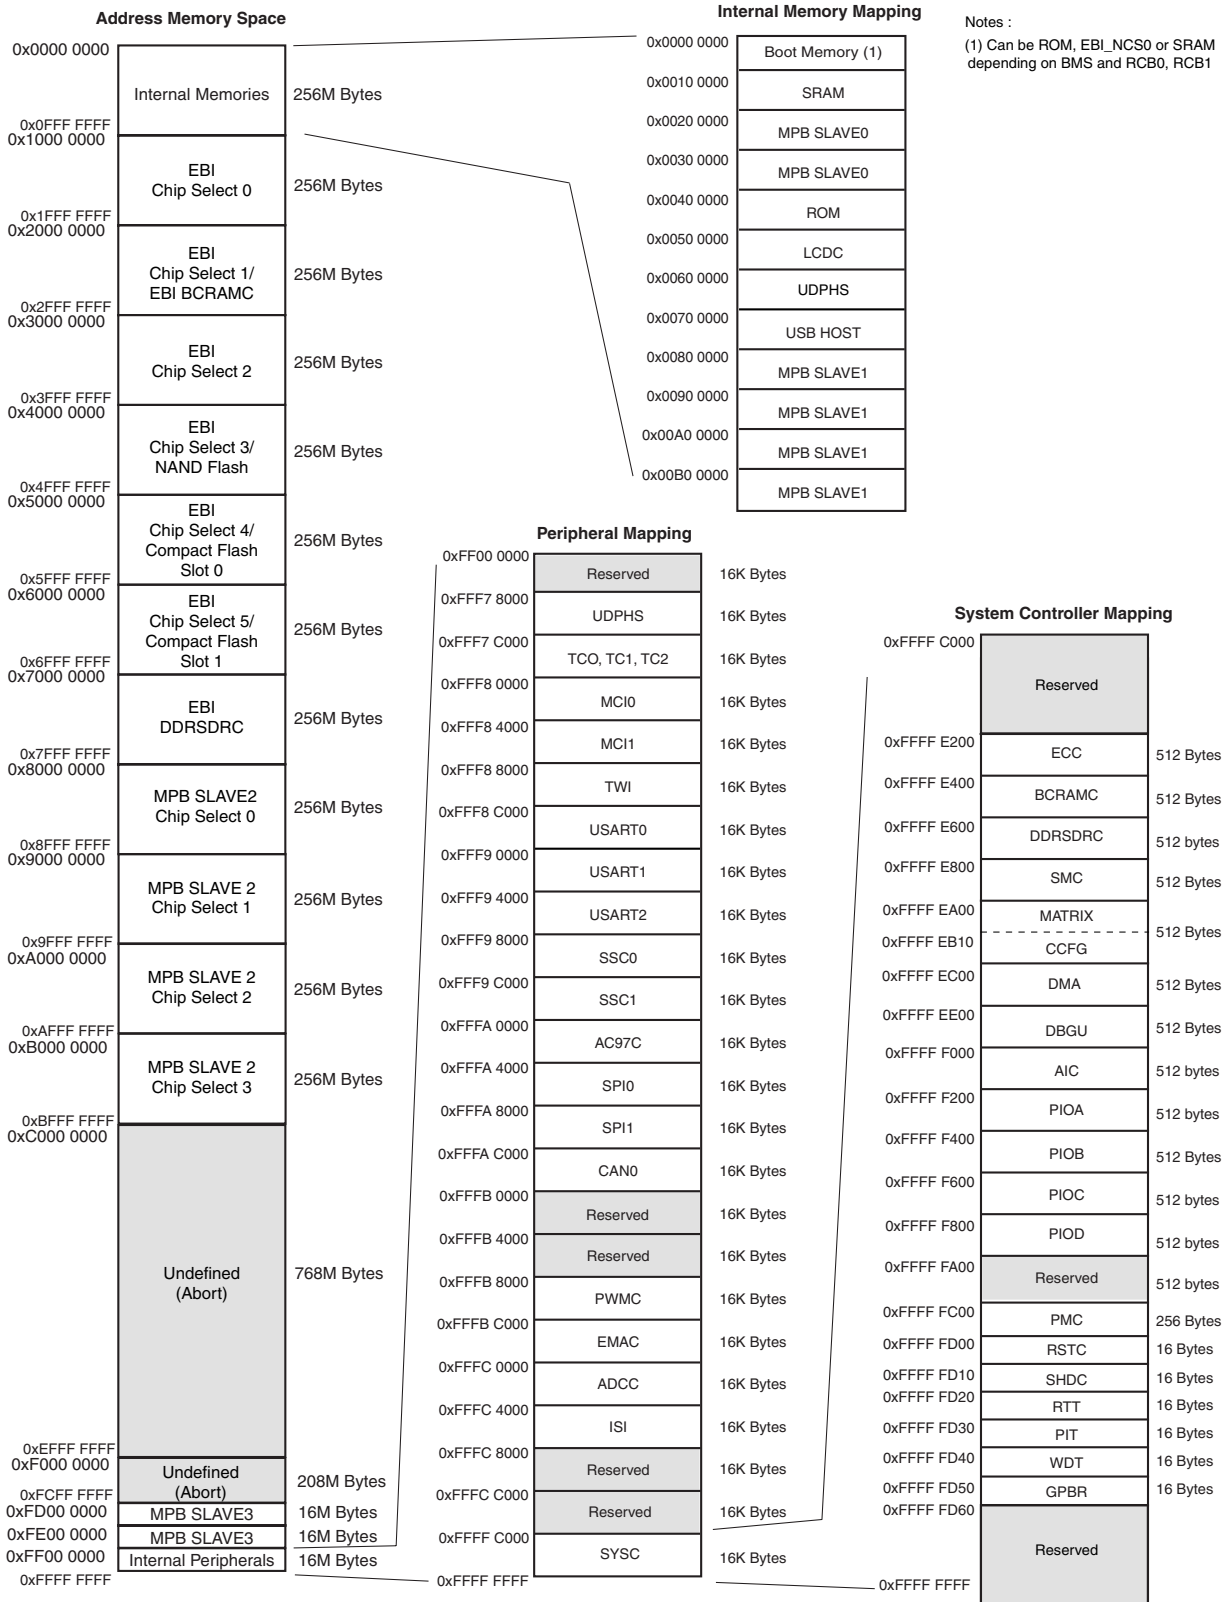 Address Memory Space
0x0000 0000
Internal Memories
256M Bytes
0x0FFF FFFF
0x1000 0000
EBI
Chip Select 0
256M Bytes
0x1FFF FFFF
0x2000 0000
EBI
Chip Select 1/
EBI BCRAMC
256M Bytes
0x2FFF FFFF
0x3000 0000
EBI
Chip Select 2
256M Bytes
0x3FFF FFFF
0x4000 0000
EBI
Chip Select 3/
NAND Flash
256M Bytes
0x4FFF FFFF
0x5000 0000
EBI
Chip Select 4/
Compact Flash
Slot 0
256M Bytes
0x5FFF FFFF
0x6000 0000
EBI
Chip Select 5/
Compact Flash
Slot 1
256M Bytes
0x6FFF FFFF
0x7000 0000
EBI
DDRSDRC
256M Bytes
0x7FFF FFFF
0x8000 0000
MPB SLAVE2
Chip Select 0
256M Bytes
0x8FFF FFFF
0x9000 0000
MPB SLAVE 2
Chip Select 1
256M Bytes
0x9FFF FFFF
0xA000 0000
MPB SLAVE 2
Chip Select 2
256M Bytes
0xAFFF FFFF
0xB000 0000
MPB SLAVE 2
Chip Select 3
256M Bytes
0xBFFF FFFF
0xC000 0000
Undefined
(Abort)
768M Bytes
0xEFFF FFFF
0xF000 0000
Undefined
(Abort)
208M Bytes
0xFCFF FFFF
0xFD00 0000
MPB SLAVE3
16M Bytes
0xFE00 0000
MPB SLAVE3
16M Bytes
0xFF00 0000
Internal Peripherals
16M Bytes
0xFFFF FFFF
Internal Memory Mapping
0x0000 0000
Boot Memory (1)
0x0010 0000
SRAM
0x0020 0000
MPB SLAVE0
0x0030 0000
MPB SLAVE0
0x0040 0000
ROM
0x0050 0000
LCDC
0x0060 0000
UDPHS
0x0070 0000
USB HOST
0x0080 0000
MPB SLAVE1
0x0090 0000
MPB SLAVE1
0x00A0 0000
MPB SLAVE1
0x00B0 0000
MPB SLAVE1
Notes :
(1) Can be ROM, EBI_NCS0 or SRAM
depending on BMS and RCB0, RCB1
Peripheral Mapping
0xFF00 0000
Reserved
16K Bytes
0xFFF7 8000
UDPHS
16K Bytes
0xFFF7 C000
TCO, TC1, TC2
16K Bytes
0xFFF8 0000
MCI0
16K Bytes
0xFFF8 4000
MCI1
16K Bytes
0xFFF8 8000
TWI
16K Bytes
0xFFF8 C000
USART0
16K Bytes
0xFFF9 0000
USART1
16K Bytes
0xFFF9 4000
USART2
16K Bytes
0xFFF9 8000
SSC0
16K Bytes
0xFFF9 C000
SSC1
16K Bytes
0xFFFA 0000
AC97C
16K Bytes
0xFFFA 4000
SPI0
16K Bytes
0xFFFA 8000
SPI1
16K Bytes
0xFFFA C000
CAN0
16K Bytes
0xFFFB 0000
Reserved
16K Bytes
0xFFFB 4000
Reserved
16K Bytes
0xFFFB 8000
PWMC
16K Bytes
0xFFFB C000
EMAC
16K Bytes
0xFFFC 0000
ADCC
16K Bytes
0xFFFC 4000
ISI
16K Bytes
0xFFFC 8000
Reserved
16K Bytes
0xFFFC C000
Reserved
16K Bytes
0xFFFF C000
SYSC
16K Bytes
0xFFFF FFFF
System Controller Mapping
0xFFFF C000
Reserved
0xFFFF E200
ECC
512 Bytes
0xFFFF E400
BCRAMC
512 Bytes
0xFFFF E600
DDRSDRC
512 bytes
0xFFFF E800
SMC
512 Bytes
0xFFFF EA00
MATRIX
512 Bytes
0xFFFF EB10
CCFG
0xFFFF EC00
DMA
512 Bytes
0xFFFF EE00
DBGU
512 Bytes
0xFFFF F000
AIC
512 bytes
0xFFFF F200
PIOA
512 bytes
0xFFFF F400
PIOB
512 Bytes
0xFFFF F600
PIOC
512 bytes
0xFFFF F800
PIOD
512 bytes
0xFFFF FA00
Reserved
512 bytes
0xFFFF FC00
PMC
256 Bytes
0xFFFF FD00
RSTC
16 Bytes
0xFFFF FD10
SHDC
16 Bytes
0xFFFF FD20
RTT
16 Bytes
0xFFFF FD30
PIT
16 Bytes
0xFFFF FD40
WDT
16 Bytes
0xFFFF FD50
GPBR
16 Bytes
0xFFFF FD60
Reserved
0xFFFF FFFF